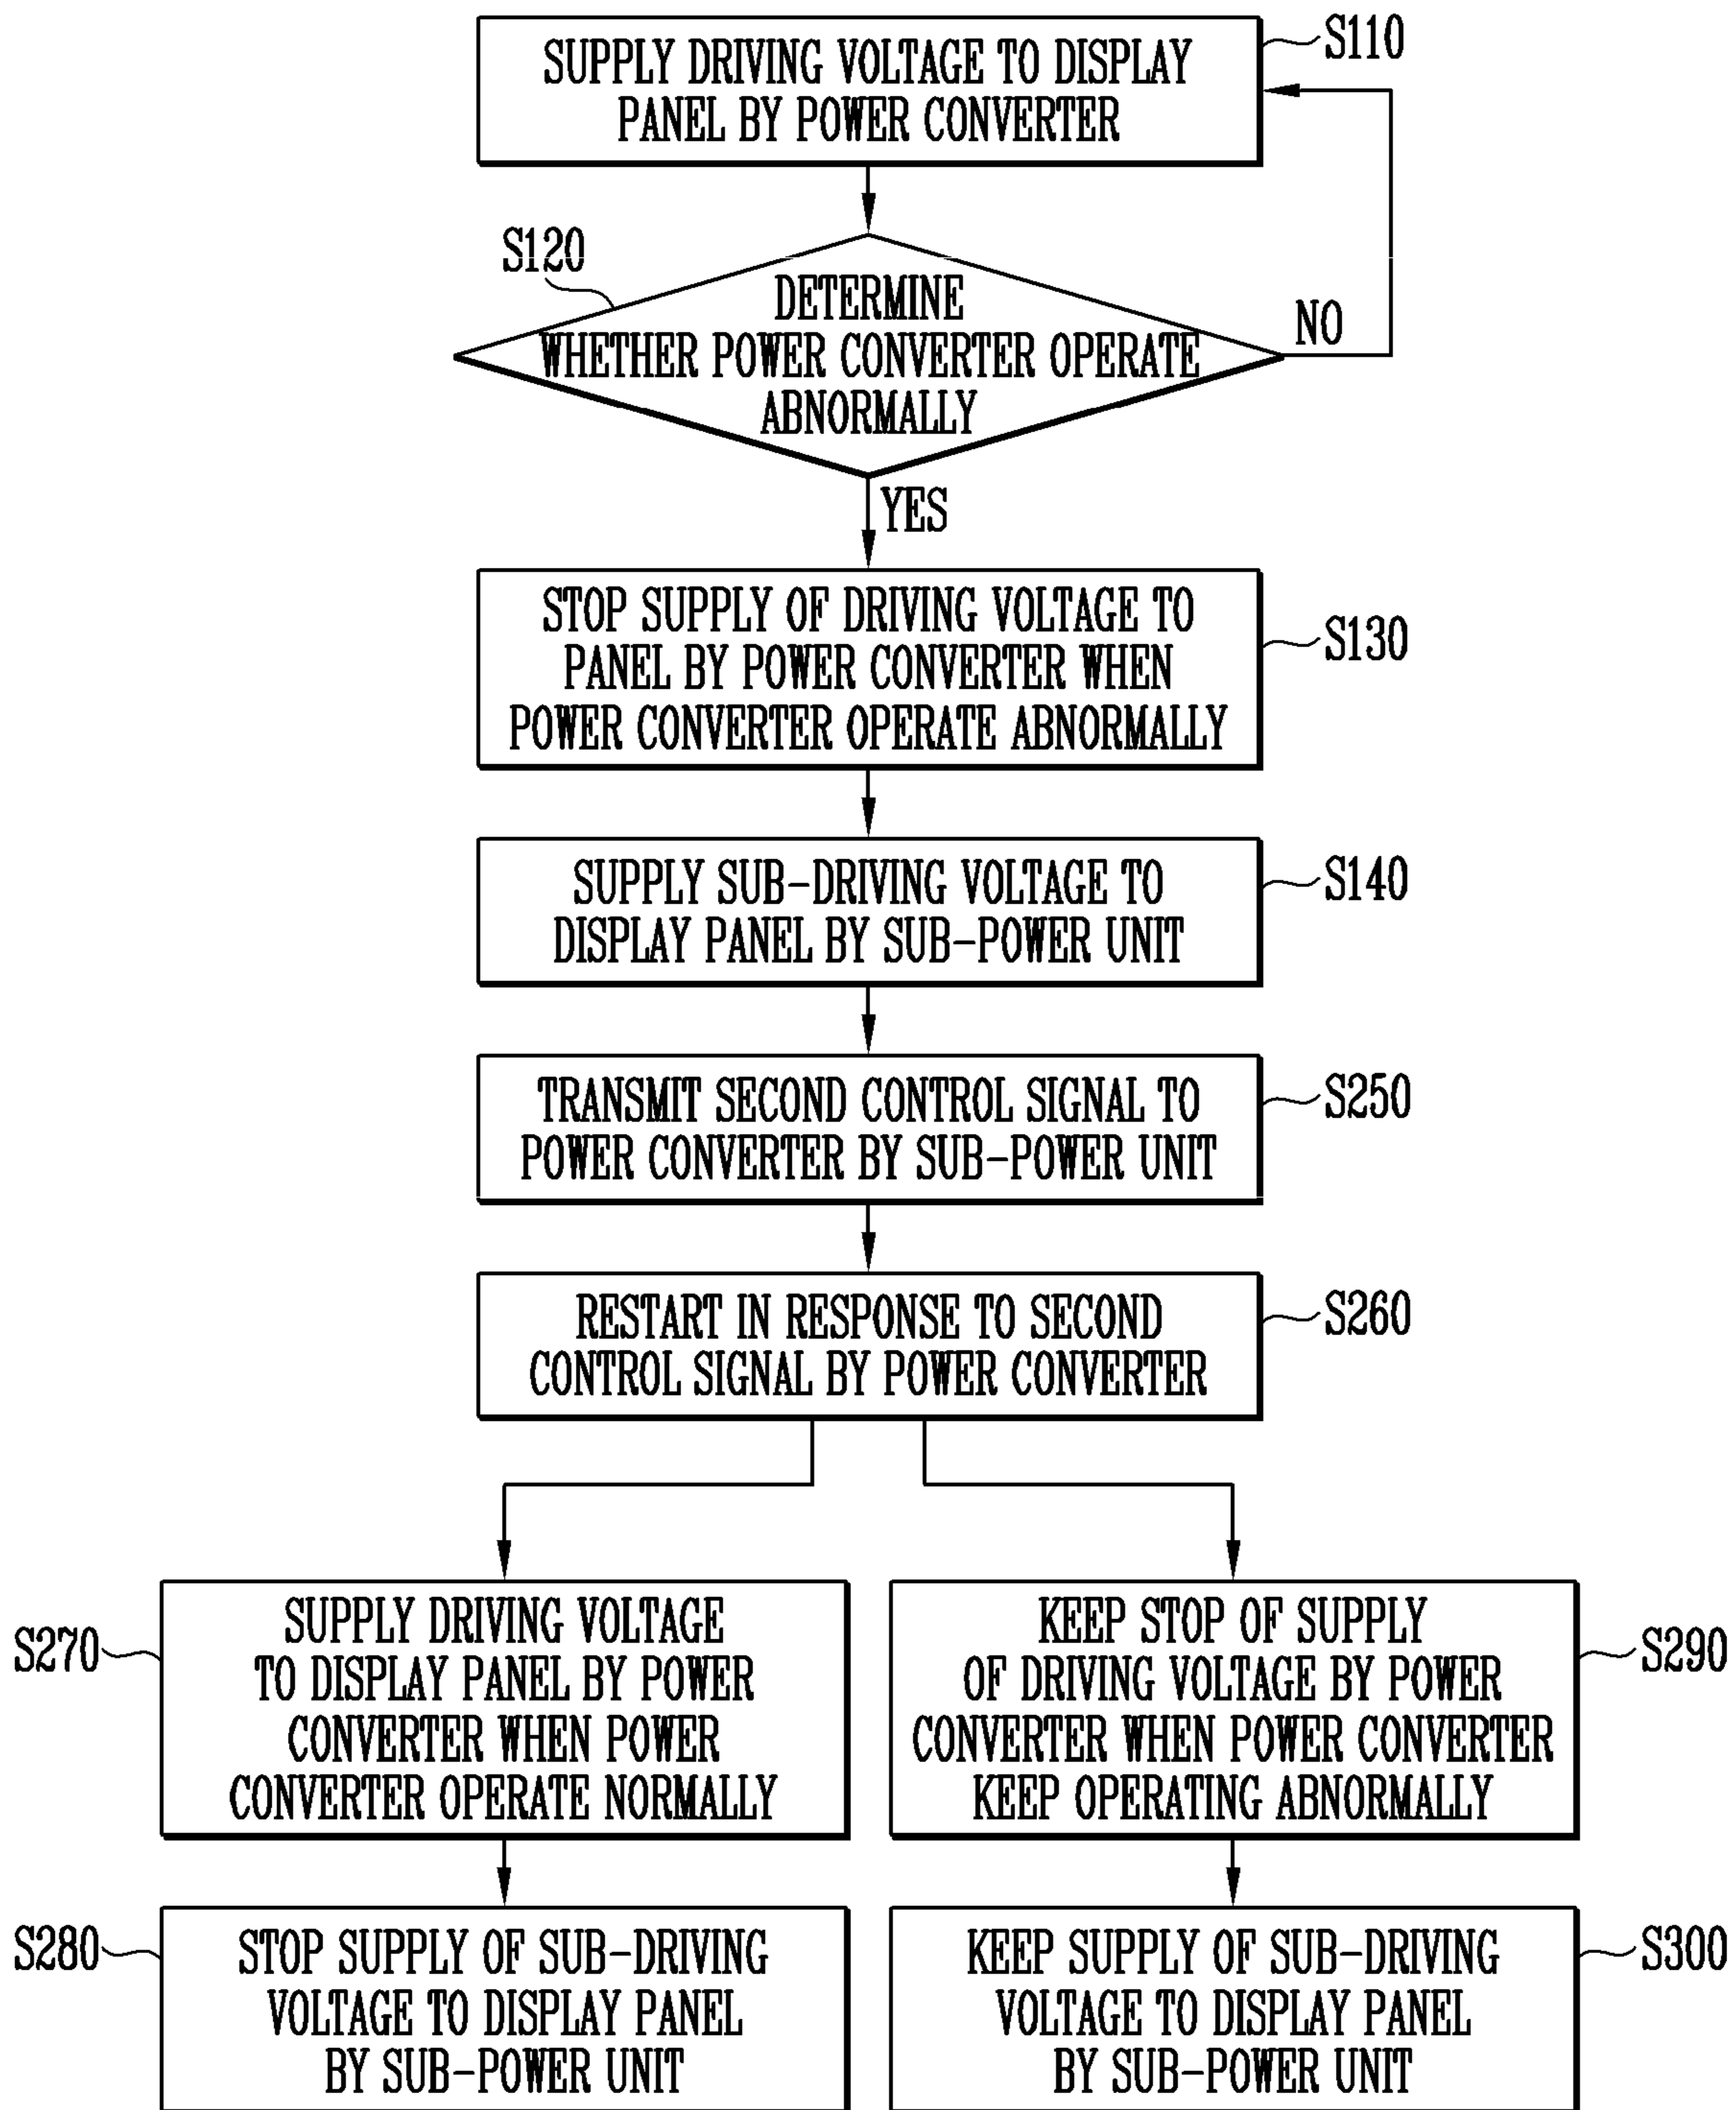 S110
SUPPLY DRIVING VOLTAGE TO DISPLAY
PANEL BY POWER CONVERTER
S120
DETERMINE
WHETHER POWER CONVERTER OPERATE
ABNORMALLY
NO
YES
STOP SUPPLY OF DRIVING VOLTAGE TO
PANEL BY POWER CONVERTER WHEN
POWER CONVERTER OPERATE ABNORMALLY
S130
SUPPLY SUB-DRIVING VOLTAGE TO
DISPLAY PANEL BY SUB-POWER UNIT
S140
TRANSMIT SECOND CONTROL SIGNAL TO
POWER CONVERTER BY SUB-POWER UNIT
S250
RESTART IN RESPONSE TO SECOND
CONTROL SIGNAL BY POWER CONVERTER
S260
S270
SUPPLY DRIVING VOLTAGE
TO DISPLAY PANEL BY POWER
CONVERTER WHEN POWER
CONVERTER OPERATE NORMALLY
KEEP STOP OF SUPPLY
OF DRIVING VOLTAGE BY POWER
CONVERTER WHEN POWER CONVERTER
KEEP OPERATING ABNORMALLY
S290
S280
STOP SUPPLY OF SUB-DRIVING
VOLTAGE TO DISPLAY PANEL
BY SUB-POWER UNIT
KEEP SUPPLY OF SUB-DRIVING
VOLTAGE TO DISPLAY PANEL
BY SUB-POWER UNIT
S300